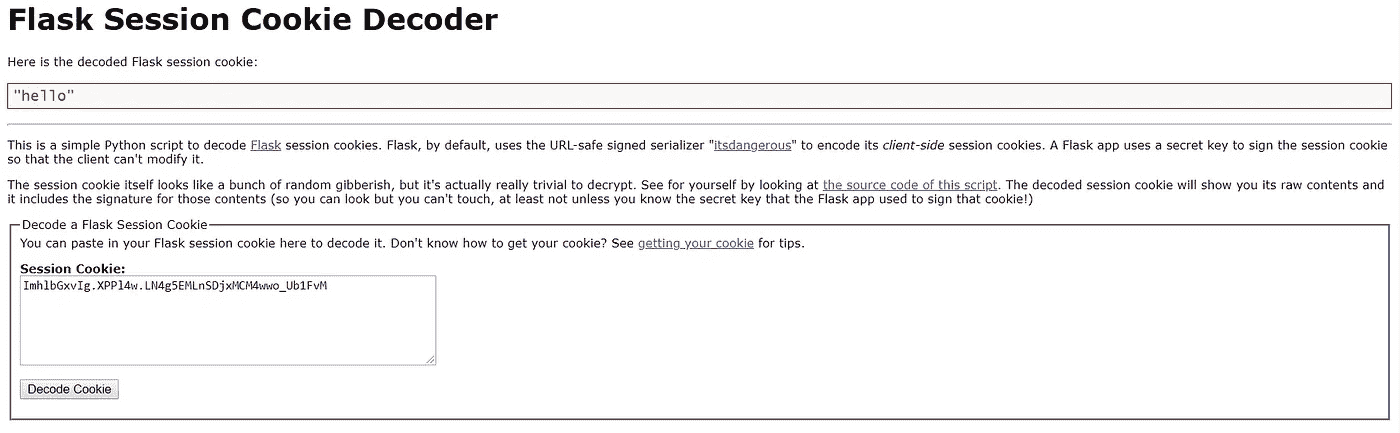 Flask Session Cookie Decoder
Here is the decoded Flask session cookie:
"hello"
This is a simple Python script to decode Flask session cookies. Flask, by default, uses the URL-safe signed serializer "itsdangerous" to encode its client-side session cookies. A Flask app uses a secret key to sign the session cookie
so that the client can't modify it.
The session cookie itself looks like a bunch of random gibberish, but it's actually really trivial to decrypt. See for yourself by looking at the source code of this script. The decoded session cookie will show you its raw contents and
it includes the signature for those contents (so you can look but you can't touch, at least not unless you know the secret key that the Flask app used to sign that cookie!)
Decode a Flask Session Cookie
You can paste in your Flask session cookie here to decode it. Don't know how to get your cookie? See getting your cookie for tips.
Session Cookie:
ImhlbGxvIg.XPPl4w.LN4g5EMLnSDjxMCM4wwo_Ub1FvM
Decode Cookie